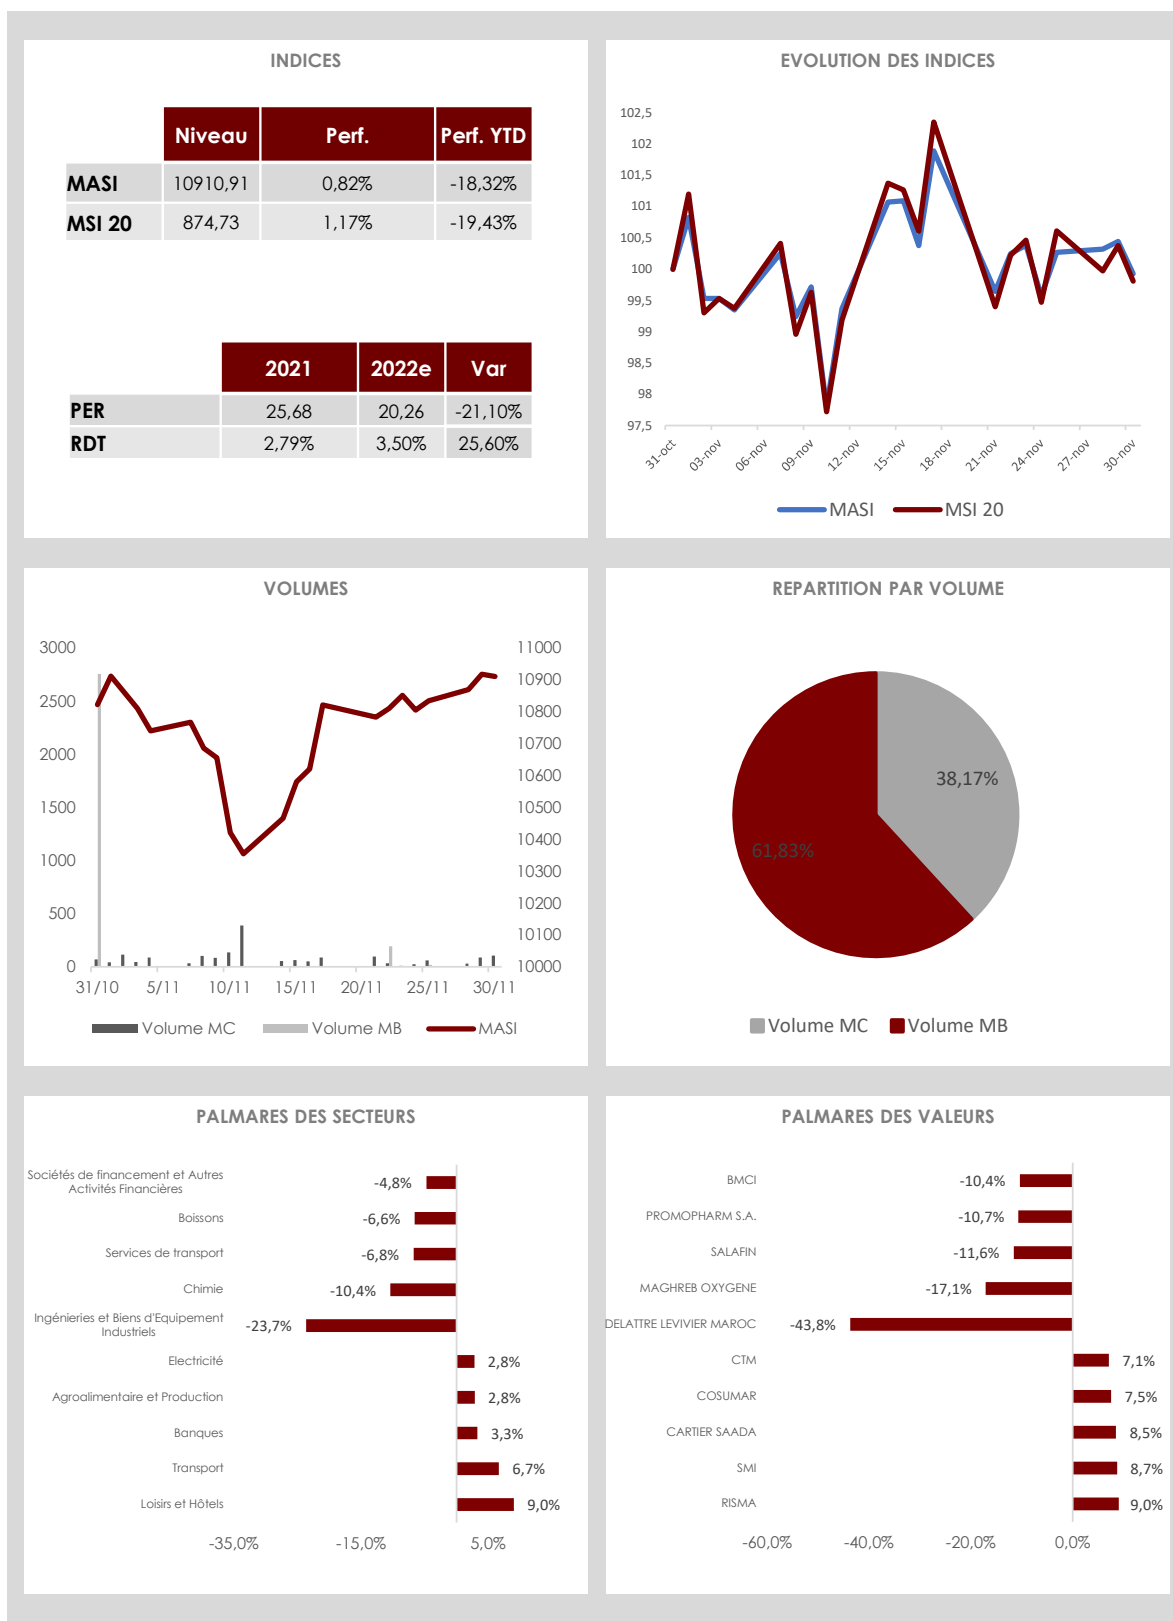 INDICES
Niveau Perf. Perf. YTD
MASI 10910,91 0,82% -18,32%
MSI 20 874,73 1,17% -19,43%
2021 2022e Var
PER 25,68 20,26 -21,10%
RDT 2,79% 3,50% 25,60%
EVOLUTION DES INDICES
102,5
102
101,5
101
100,5
100
99,5
99
98,5
98
97,5
31-oct 03-nov 06-nov 09-nov 12-nov 15-nov 18-nov 21-nov 24-nov 27-nov 30-nov
MASI MSI 20
VOLUMES
3000 11000
10900
2500 10800
10700
2000 10600
1500 10500
10400
1000 10300
10200
500 10100
0 10000
31/10 5/11 10/11 15/11 20/11 25/11 30/11
Volume MC Volume MB MASI
REPARTITION PAR VOLUME
38,17%
61,83%
Volume MC Volume MB
PALMARES DES SECTEURS
Sociétés de financement et Autres
Activités Financières -4,8%
Boissons -6,6%
Services de transport -6,8%
Chimie -10,4%
Ingénieries et Biens d'Equipement
Industriels -23,7%
Electricité 2,8%
Agroalimentaire et Production 2,8%
Banques 3,3%
Transport 6,7%
Loisirs et Hôtels 9,0%
-35,0% -15,0% 5,0%
PALMARES DES VALEURS
BMCI -10,4%
PROMOPHARM S.A. -10,7%
SALAFIN -11,6%
MAGHREB OXYGENE -17,1%
DELATTRE LEVIVIER MAROC -43,8%
CTM 7,1%
COSUMAR 7,5%
CARTIER SAADA 8,5%
SMI 8,7%
RISMA 9,0%
-60,0% -40,0% -20,0% 0,0%